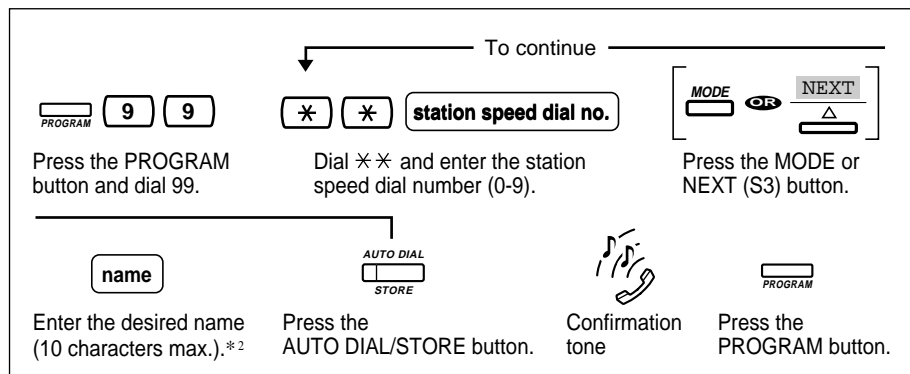 To continue
PROGRAM 9 9
✳ ✳ station speed dial no.
MODE OR NEXT
Press the PROGRAM
button and dial 99.
Dial ✳✳ and enter the station
speed dial number (0-9).
Press the MODE or
NEXT (S3) button.
name
AUTO DIAL
STORE
PROGRAM
Enter the desired name
(10 characters max.).*2
Press the
AUTO DIAL/STORE button.
Confirmation
tone
Press the
PROGRAM button.